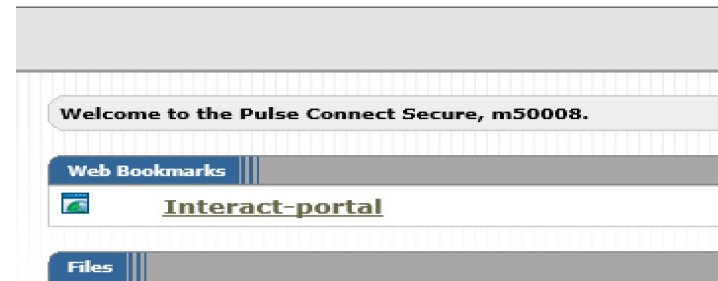 Welcome to the Pulse Connect Secure, m50008.
Web Bookmarks
Interact-portal
Files